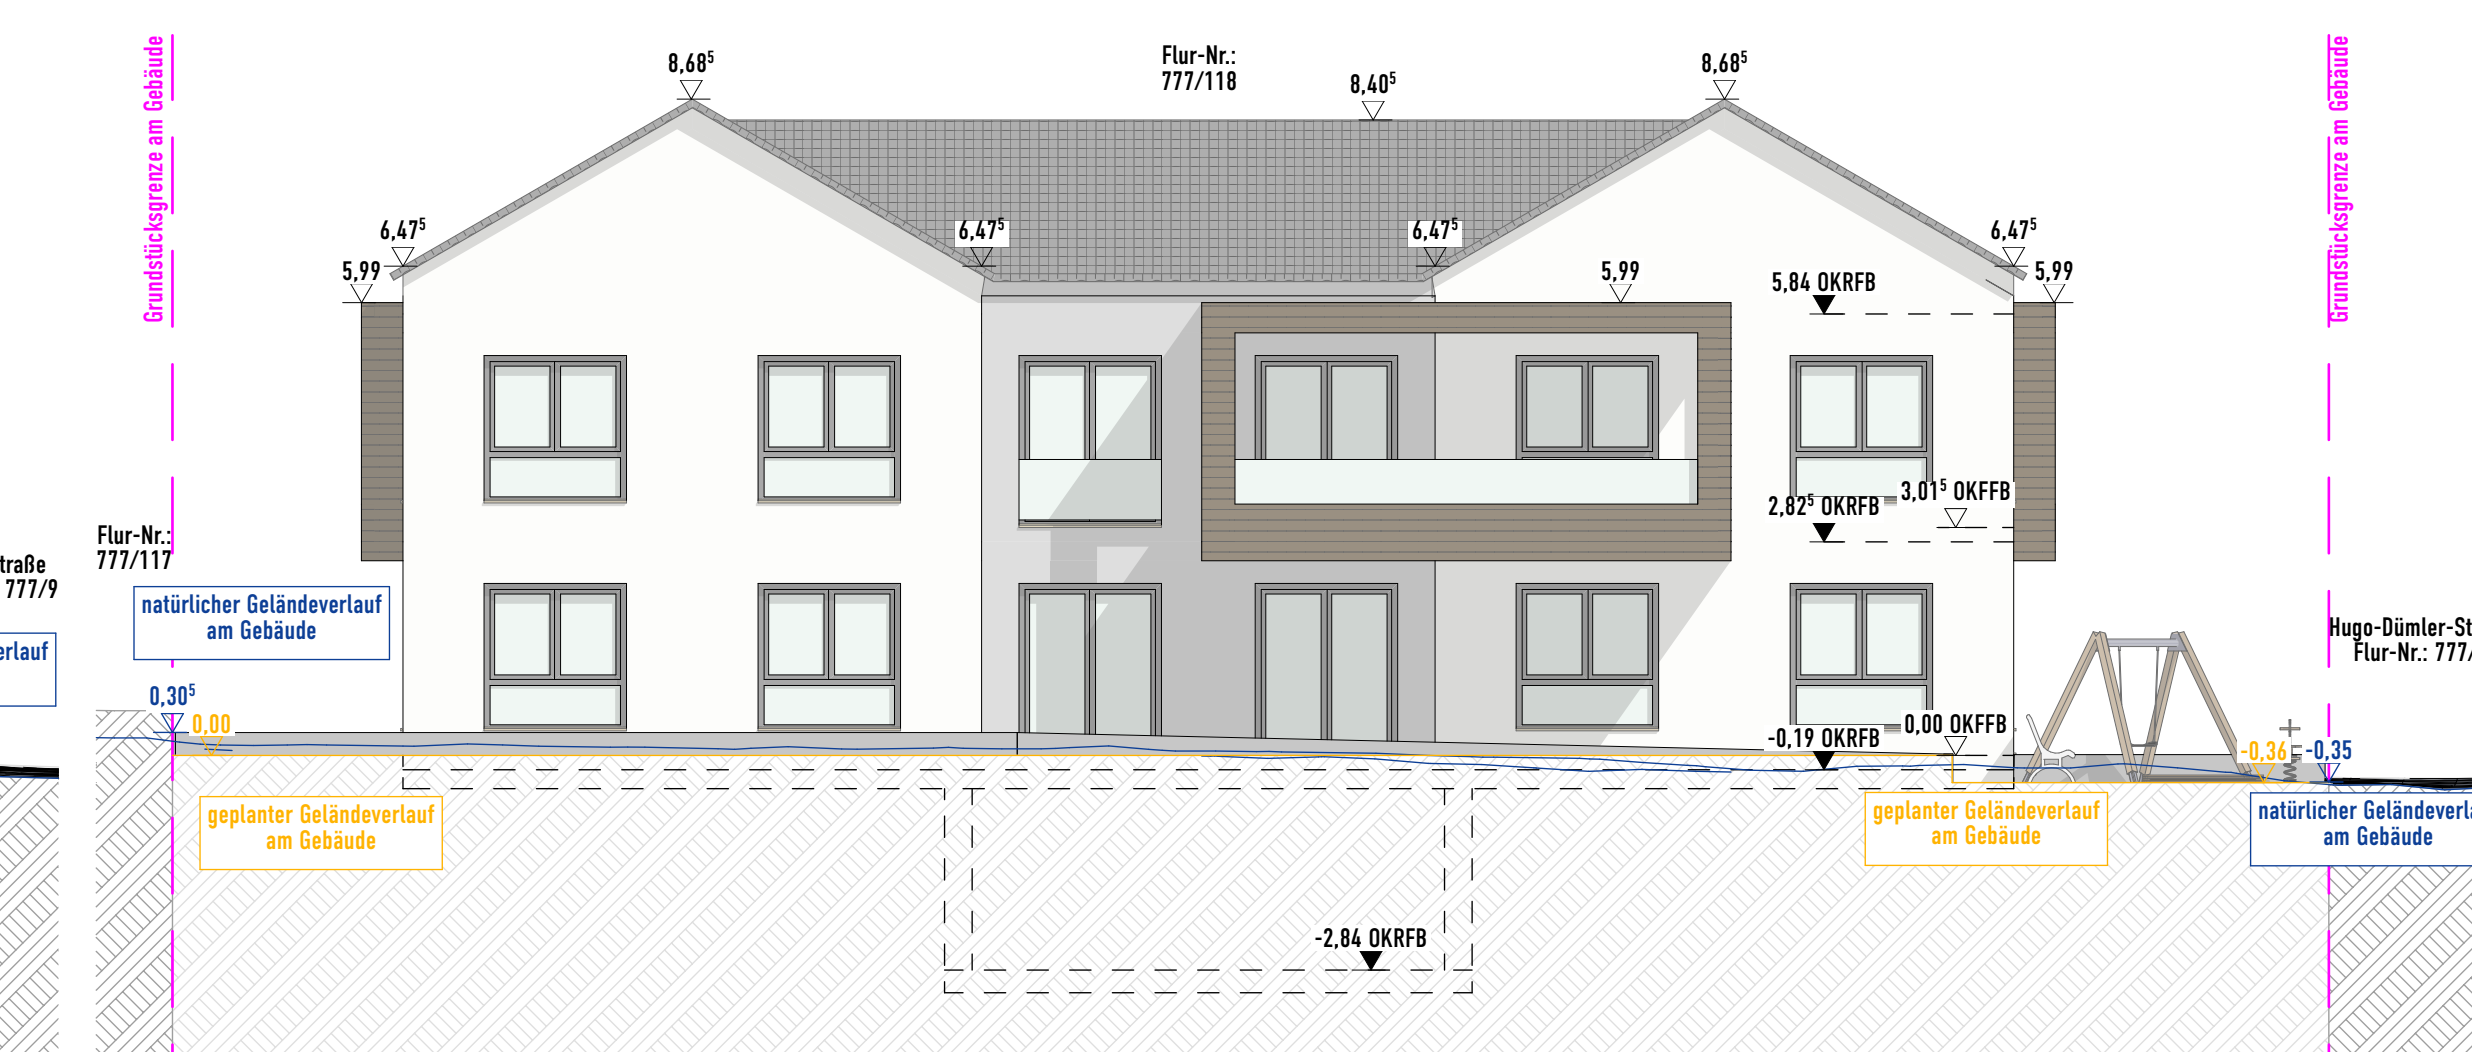 Grundstücksgrenze am Gebäude
Grundstücksgrenze am Gebäude
8,68⁵
Flur-Nr.:
777/118
8,40⁵
8,68⁵
6,47⁵
6,47⁵
6,47⁵
6,47⁵
5,99
5,99
5,84 OKRFB
5,99
3,01⁵ OKFFB
2,82⁵ OKRFB
Flur-Nr.:
777/117
traße
777/9
natürlicher Geländeverlauf
am Gebäude
erlauf
Hugo-Dümler-St
Flur-Nr.: 777/
0,30⁵
0,00
0,00 OKFFB
-0,19 OKRFB
-0,36
-0,35
geplanter Geländeverlauf
am Gebäude
geplanter Geländeverlauf
am Gebäude
natürlicher Geländeverla
am Gebäude
-2,84 OKRFB